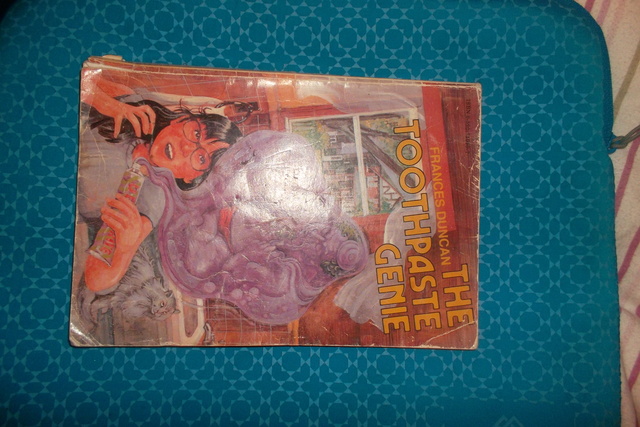 FRANCES DUNCAN
THE
TOOTHPASTE
GENIE